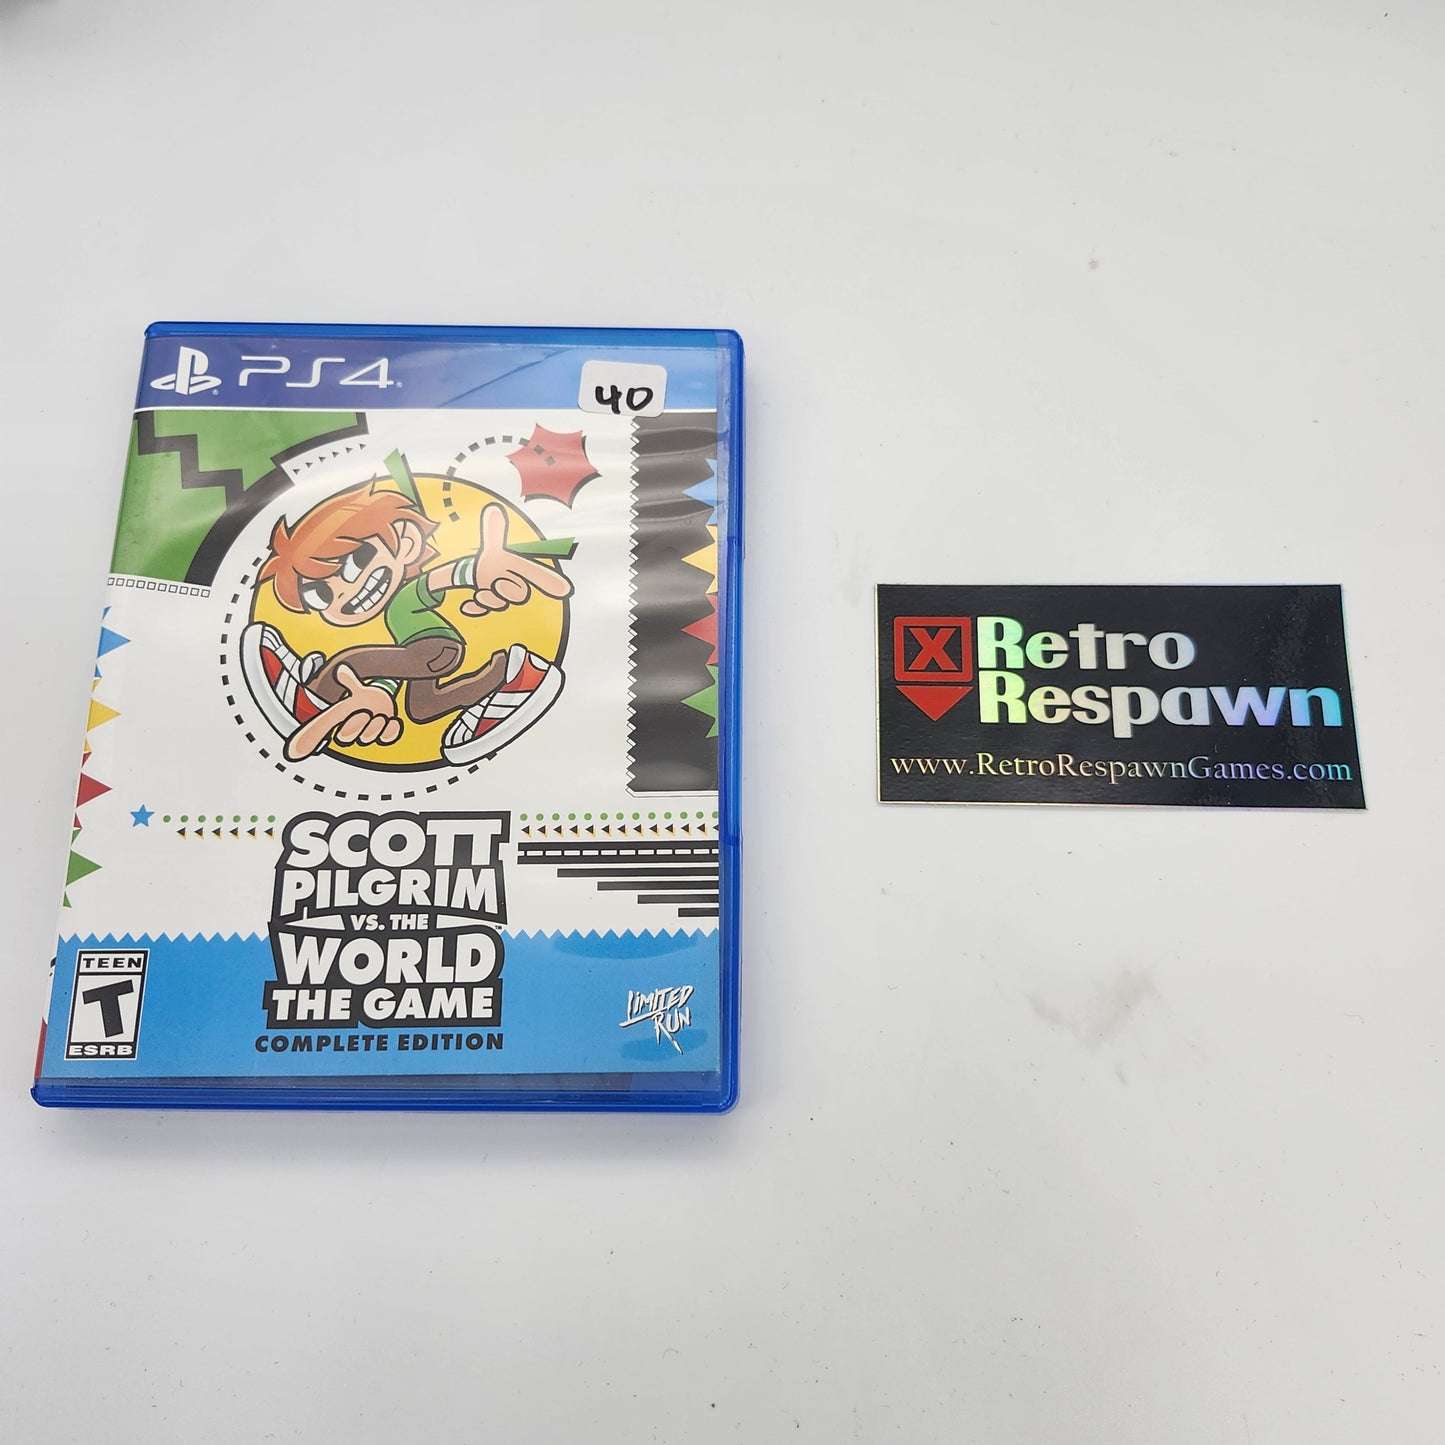 PS4
40
SCOTT
PILGRIM
VS. THE
WORLD™
THE GAME
COMPLETE EDITION
TEEN
T
ESRB
LIMITED
RUN
X
Retro
Respawn
www.RetroRespawnGames.com